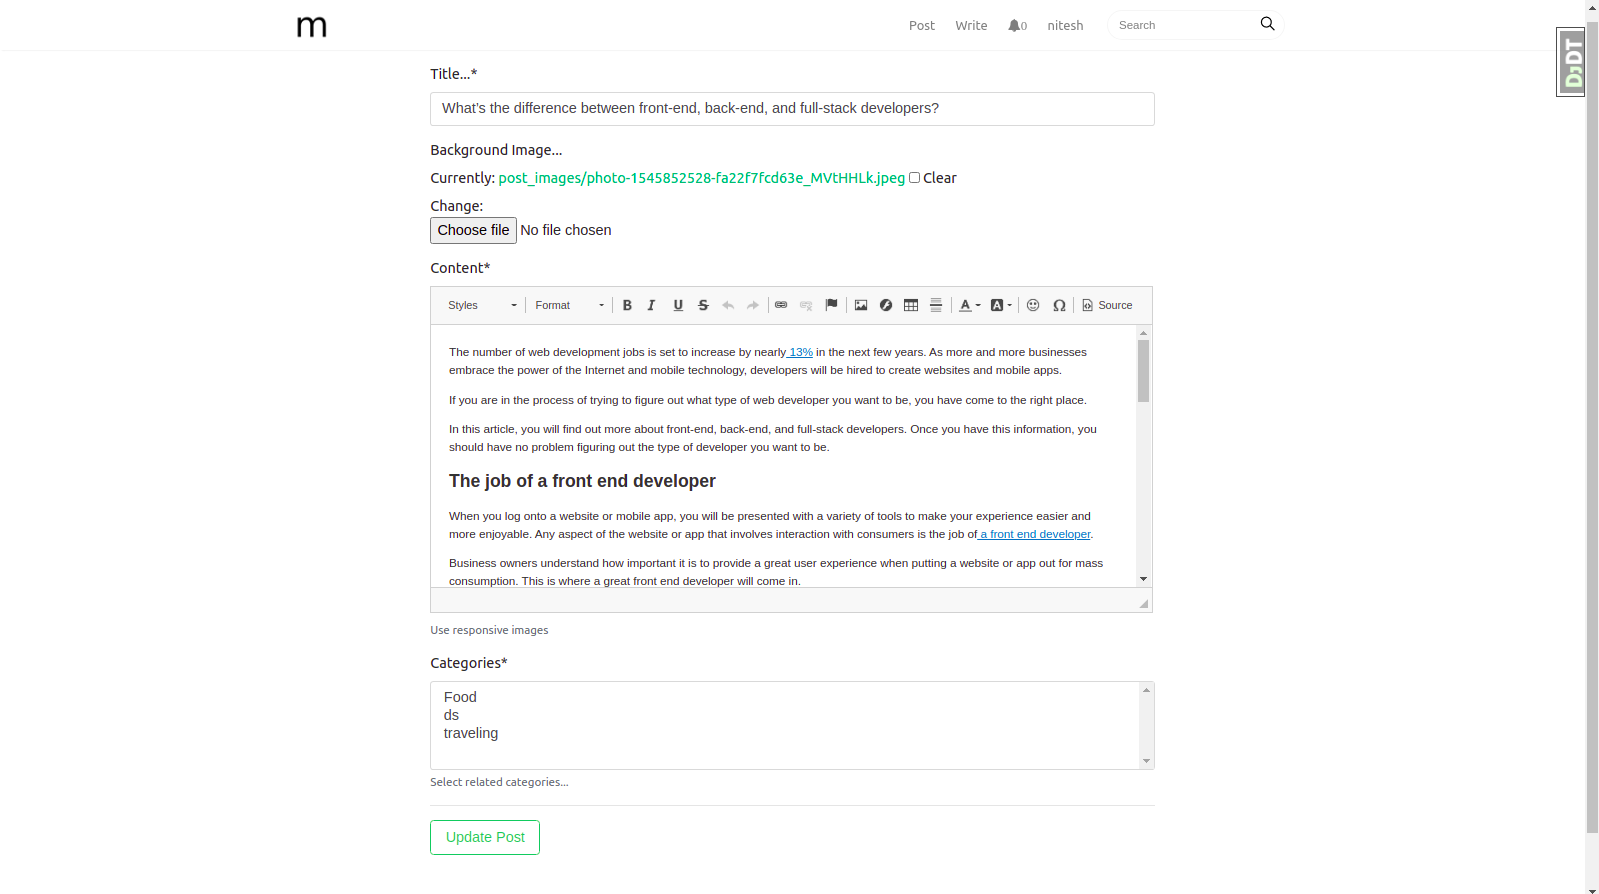 m
Post Write 0 nitesh Search
DJDT
Title...*
What's the difference between front-end, back-end, and full-stack developers?
Background Image...
Currently: post_images/photo-1545852528-fa22f7fcd63e_MVtHHLk.jpeg Clear
Change:
Choose file No file chosen
Content*
Styles Format B I U S A A Ω Source
The number of web development jobs is set to increase by nearly 13% in the next few years. As more and more businesses
embrace the power of the Internet and mobile technology, developers will be hired to create websites and mobile apps.
If you are in the process of trying to figure out what type of web developer you want to be, you have come to the right place.
In this article, you will find out more about front-end, back-end, and full-stack developers. Once you have this information, you
should have no problem figuring out the type of developer you want to be.
The job of a front end developer
When you log onto a website or mobile app, you will be presented with a variety of tools to make your experience easier and
more enjoyable. Any aspect of the website or app that involves interaction with consumers is the job of a front end developer.
Business owners understand how important it is to provide a great user experience when putting a website or app out for mass
consumption. This is where a great front end developer will come in.
Use responsive images
Categories*
Food
ds
traveling
Select related categories...
Update Post